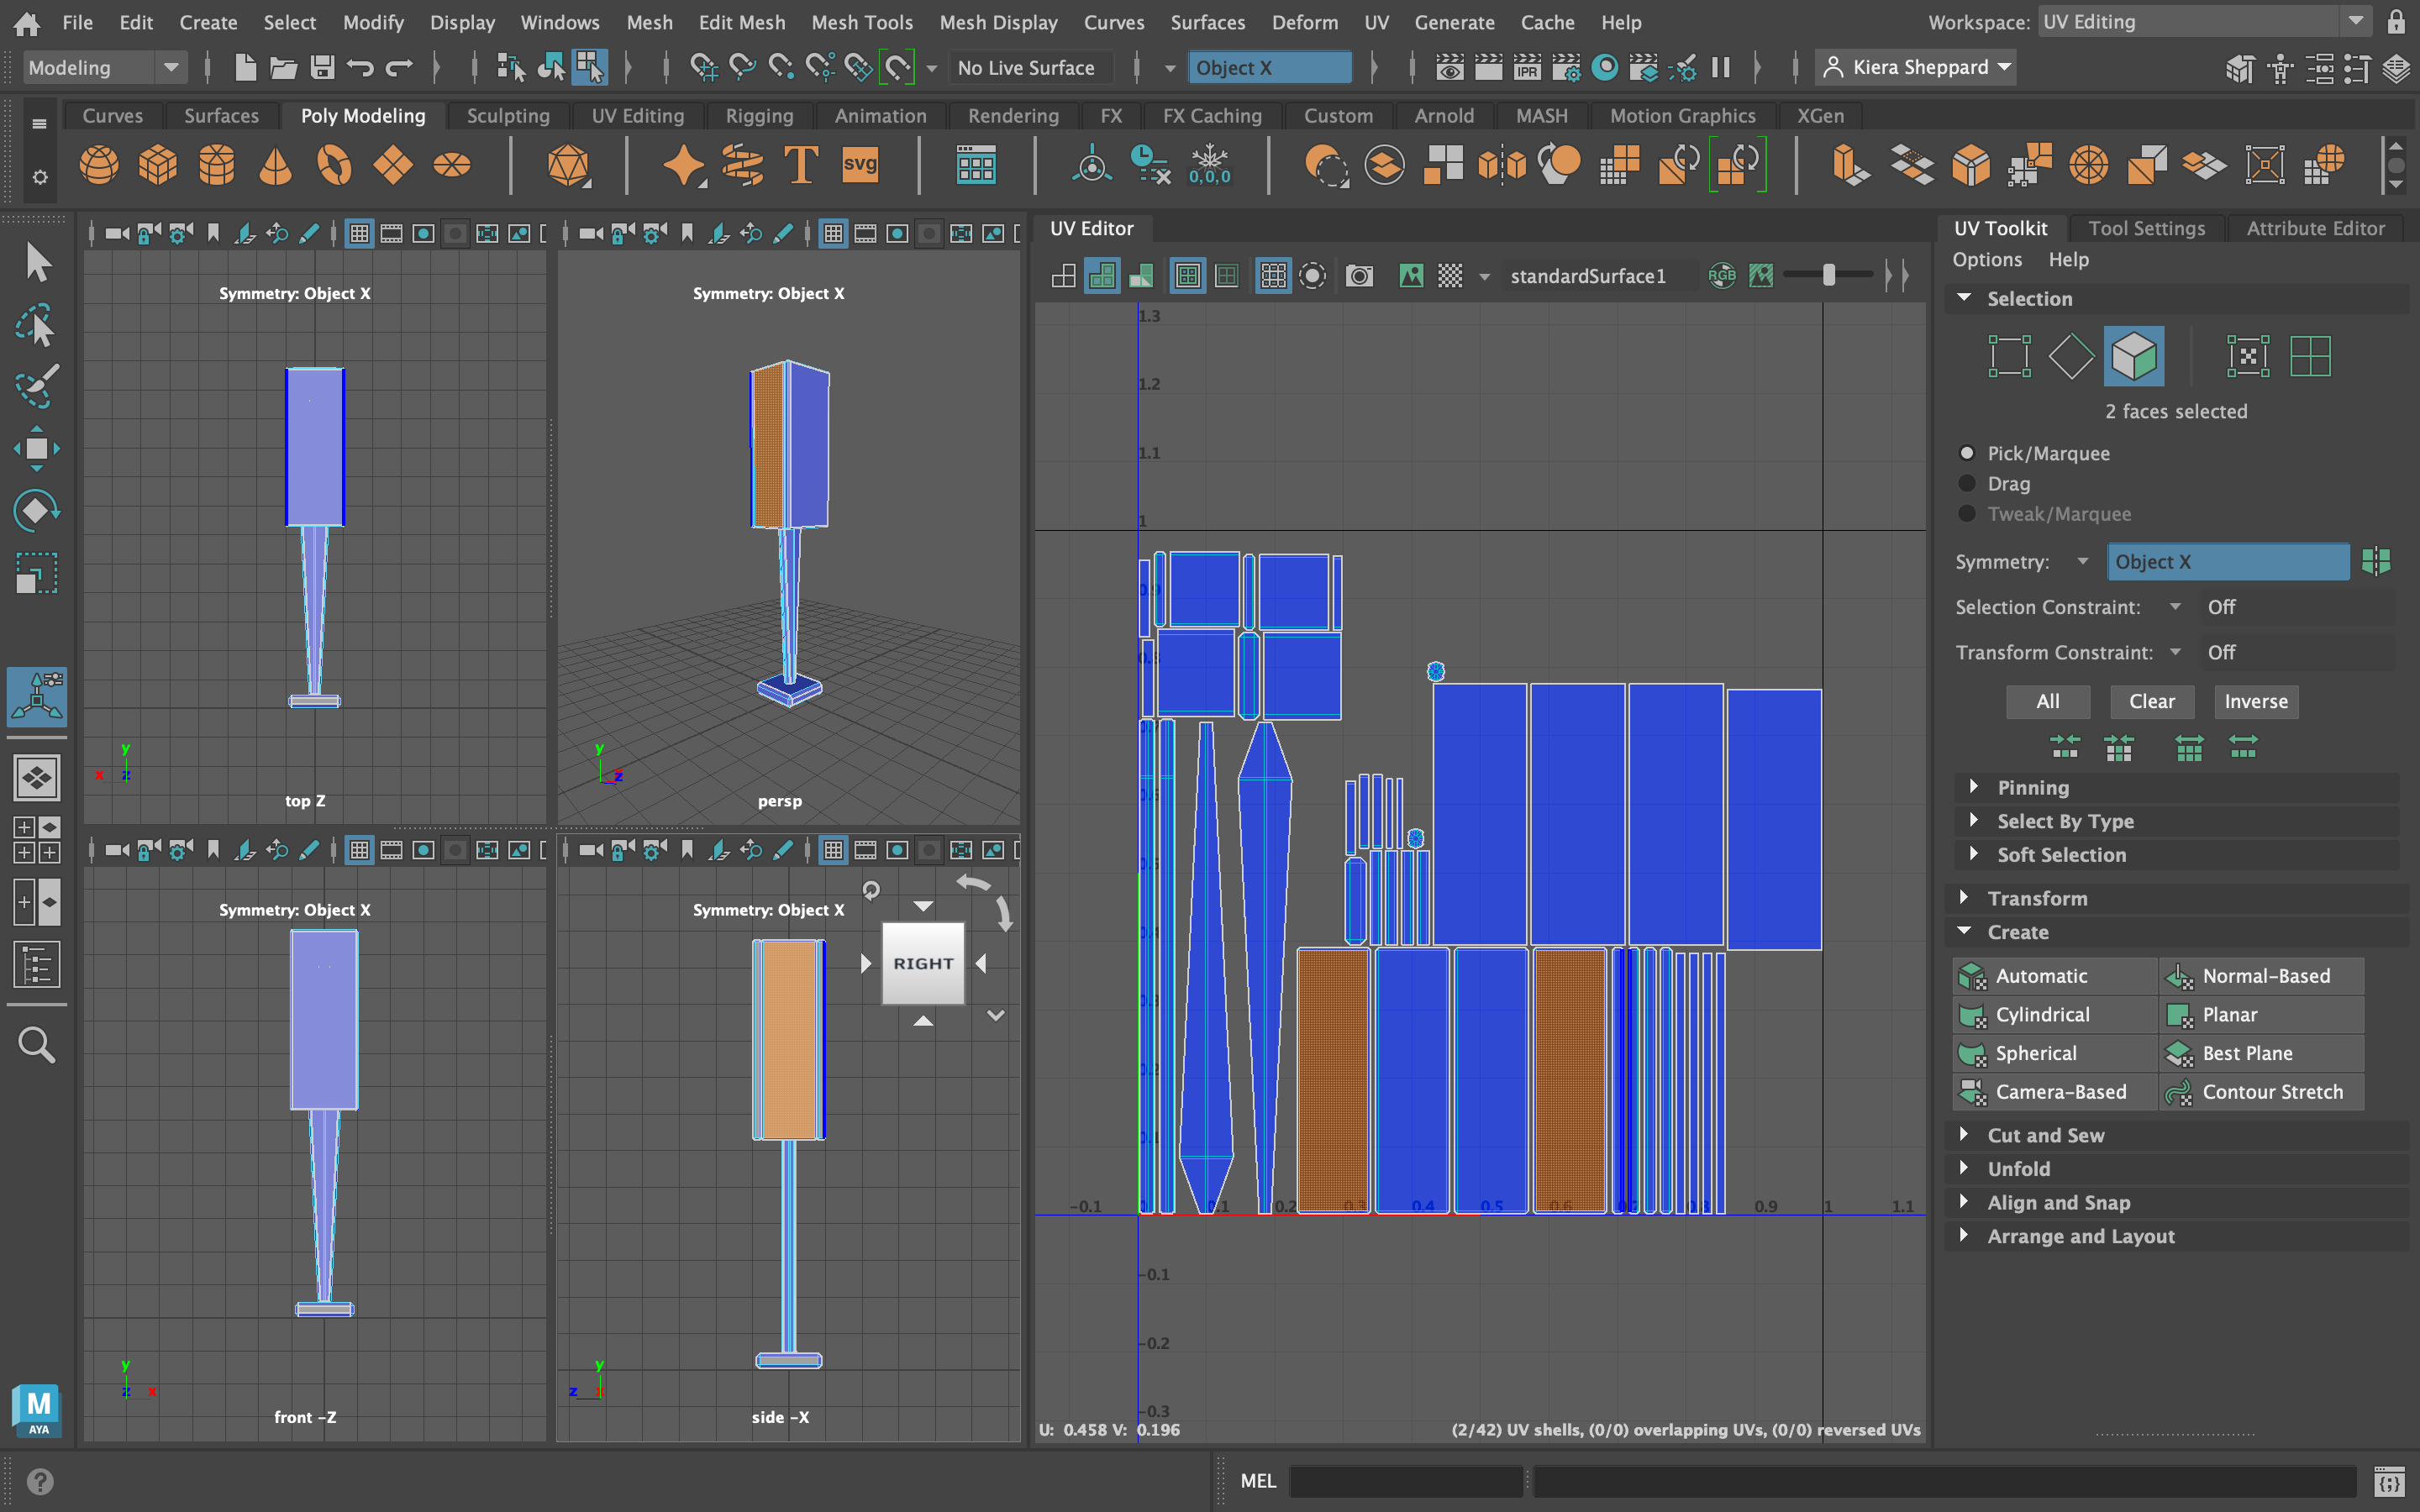 File Edit Create Select Modify Display Windows Mesh Edit Mesh Mesh Tools Mesh Display Curves Surfaces Deform UV Generate Cache Help Workspace: UV Editing
Modeling No Live Surface Object X IPR Kiera Sheppard
Curves Surfaces Poly Modeling Sculpting UV Editing Rigging Animation Rendering FX FX Caching Custom Arnold MASH Motion Graphics XGen
T svg 0,0,0
UV Editor
UV Toolkit Tool Settings Attribute Editor
Options Help
standardSurface1 RGB
Selection
2 faces selected
Pick/Marquee
Drag
Tweak/Marquee
Symmetry: Object X
Selection Constraint: Off
Transform Constraint: Off
All Clear Inverse
Pinning
Select By Type
Soft Selection
Transform
Create
Automatic Normal-Based
Cylindrical Planar
Spherical Best Plane
Camera-Based Contour Stretch
Cut and Sew
Unfold
Align and Snap
Arrange and Layout
Symmetry: Object X
y
x z
top Z
Symmetry: Object X
y
z
persp
Symmetry: Object X
y
z x
front -Z
Symmetry: Object X
RIGHT
y
z x
side -X
1.3
1.2
1.1
1
-0.1 0.2 0.3 0.4 0.5 0.9 1 1.1
-0.1
-0.2
-0.3
U: 0.458 V: 0.196
(2/42) UV shells, (0/0) overlapping UVs, (0/0) reversed UVs
M
AYA
?
MEL